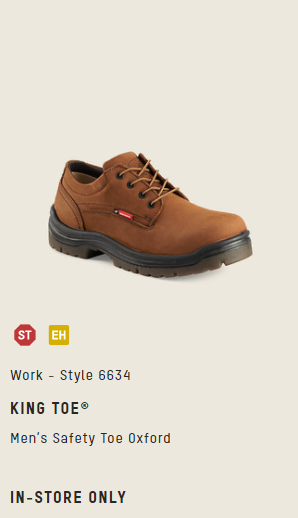 ST EH
Work - Style 6634
KING TOE®
Men's Safety Toe Oxford
IN-STORE ONLY